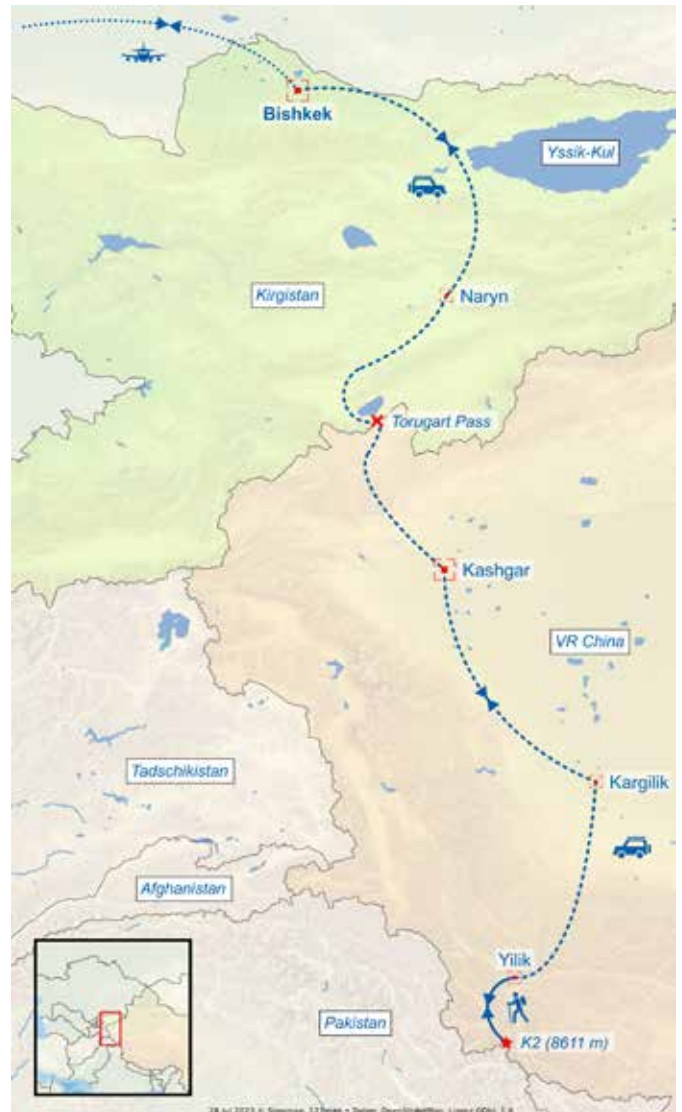 Bishkek
Yssik-Kul
Kirgistan
Naryn
Torugart Pass
Kashgar
VR China
Tadschikistan
Kargilik
Afghanistan
Yilik
Pakistan
K2 (8611 m)